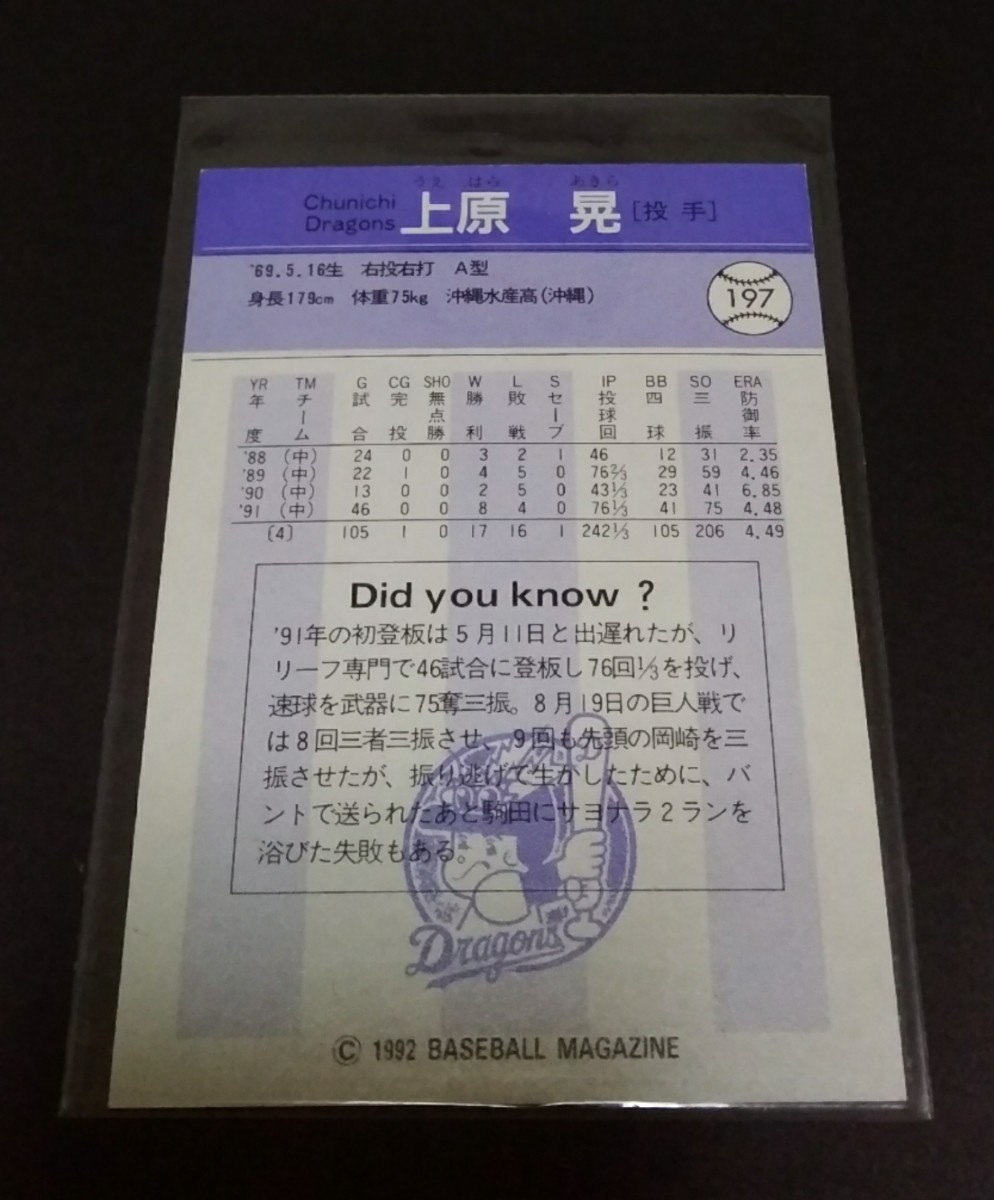 うえ はら あきら
Chunichi Dragons 上原 晃 [投手]
'69.5.16生 右投右打 A型
身長179cm 体重75kg 沖縄水産高(沖縄)
197
YR TM G CG SHO W L S IP BB SO ERA
年度 チーム 試合 完投 無点勝 勝利 敗戦 セーブ 投球回 四球 三振 防御率
'88 (中) 24 0 0 3 2 1 46 12 31 2.35
'89 (中) 22 1 0 4 5 0 76⅔ 29 59 4.46
'90 (中) 13 0 0 2 5 0 43⅓ 23 41 6.85
'91 (中) 46 0 0 8 4 0 76⅓ 41 75 4.48
(4) 105 1 0 17 16 1 242⅓ 105 206 4.49
Did you know ?
'91年の初登板は5月11日と出遅れたが、リ
リーフ専門で46試合に登板し76回⅓を投げ、
速球を武器に75奪三振。8月19日の巨人戦で
は8回三者三振させ、9回も先頭の岡崎を三
振させたが、振り逃げで生かしたために、バ
ントで送られたあと駒田にサヨナラ2ランを
浴びた失敗もある。
Dragons
© 1992 BASEBALL MAGAZINE